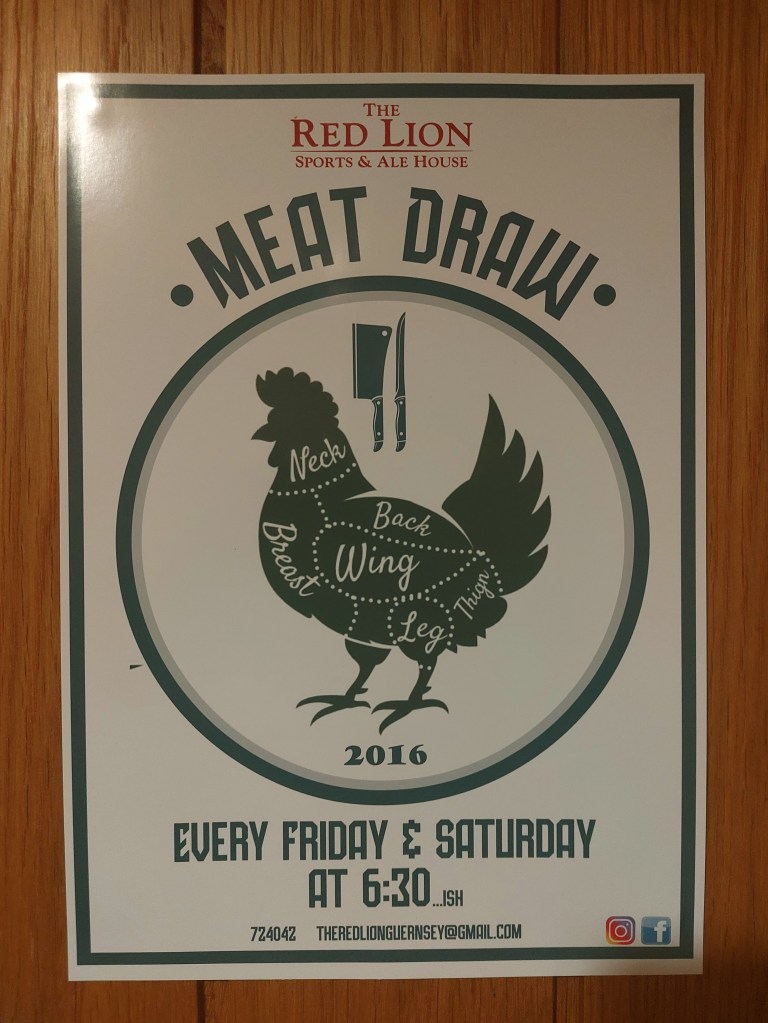 The
Red Lion
Sports & Ale House
MEAT DRAW
Neck
Back
Breast
Wing
Thign
Leg
2016
EVERY FRIDAY & SATURDAY
AT 6:30...ISH
724042 THEREDLIONGUERNSEY@GMAIL.COM